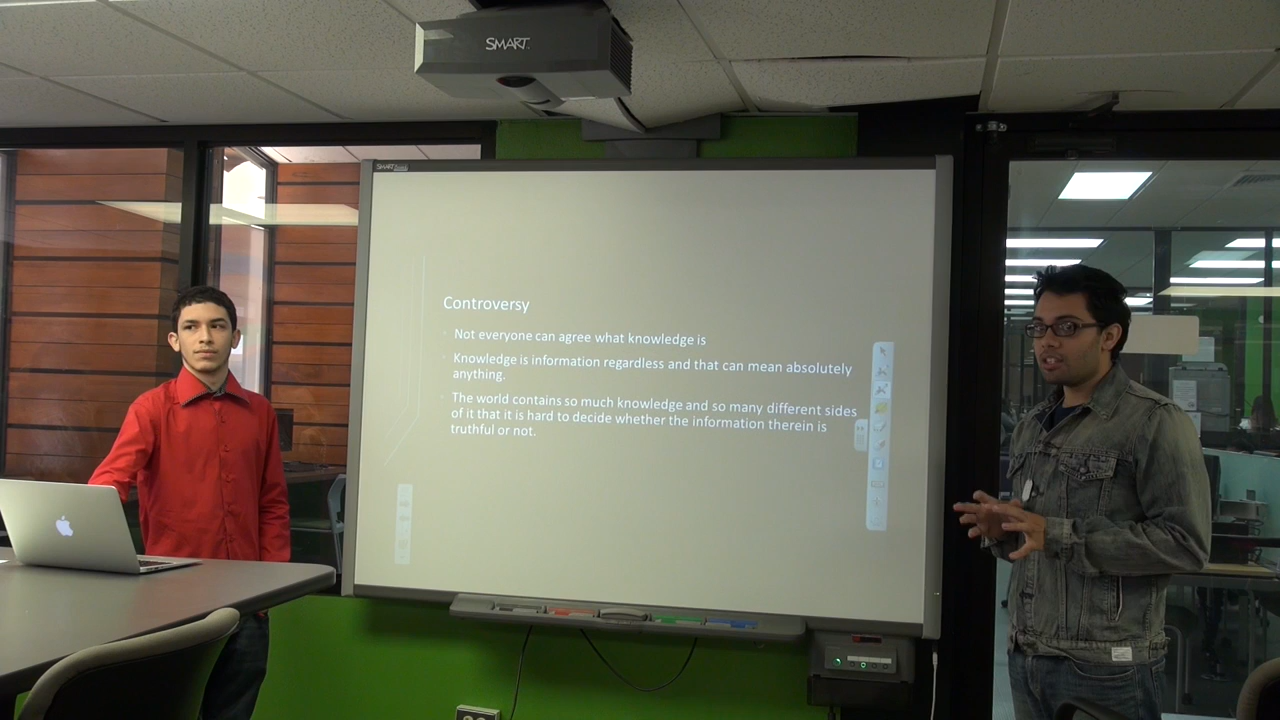 SMART
SMART
Controversy
Not everyone can agree what knowledge is
Knowledge is information regardless and that can mean absolutely
anything.
The world contains so much knowledge and so many different sides
of it that it is hard to decide whether the information therein is
truthful or not.